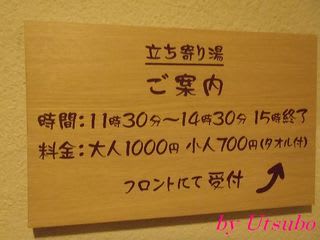 立ち寄り湯
ご案内
時間：11時30分～14時30分 15時終了
料金：大人1000円 小人700円(タオル付)
フロントにて受付
by Utsubo